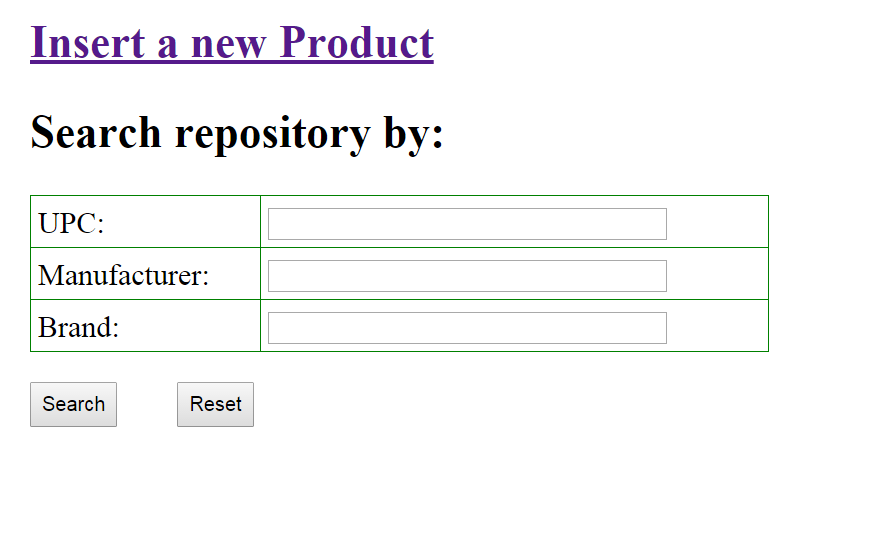 Insert a new Product
Search repository by:
UPC:
Manufacturer:
Brand:
Search Reset